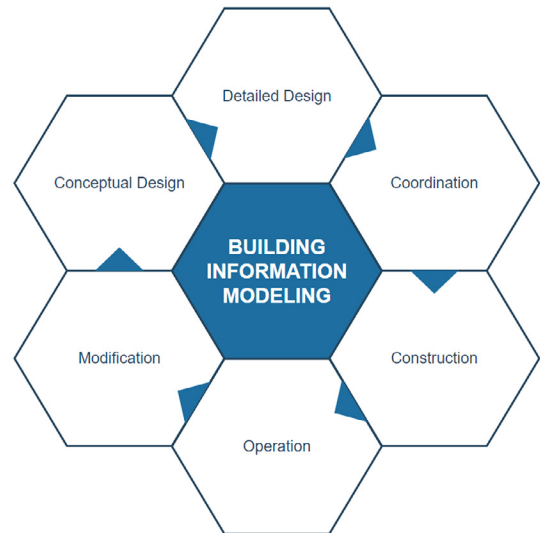 Detailed Design
Conceptual Design
Coordination
BUILDING
INFORMATION
MODELING
Modification
Construction
Operation